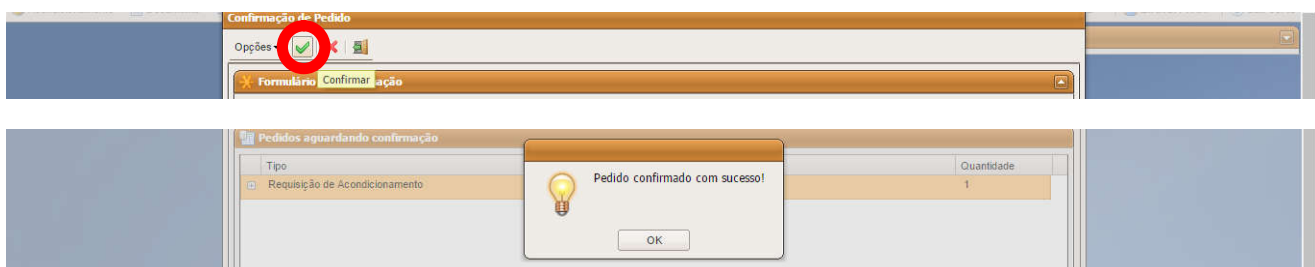 Confirmação de Pedido
Opções
Confirmar
Formulário ação
Pedidos aguardando confirmação
Tipo Quantidade
Requisição de Acondicionamento 1
Pedido confirmado com sucesso!
OK